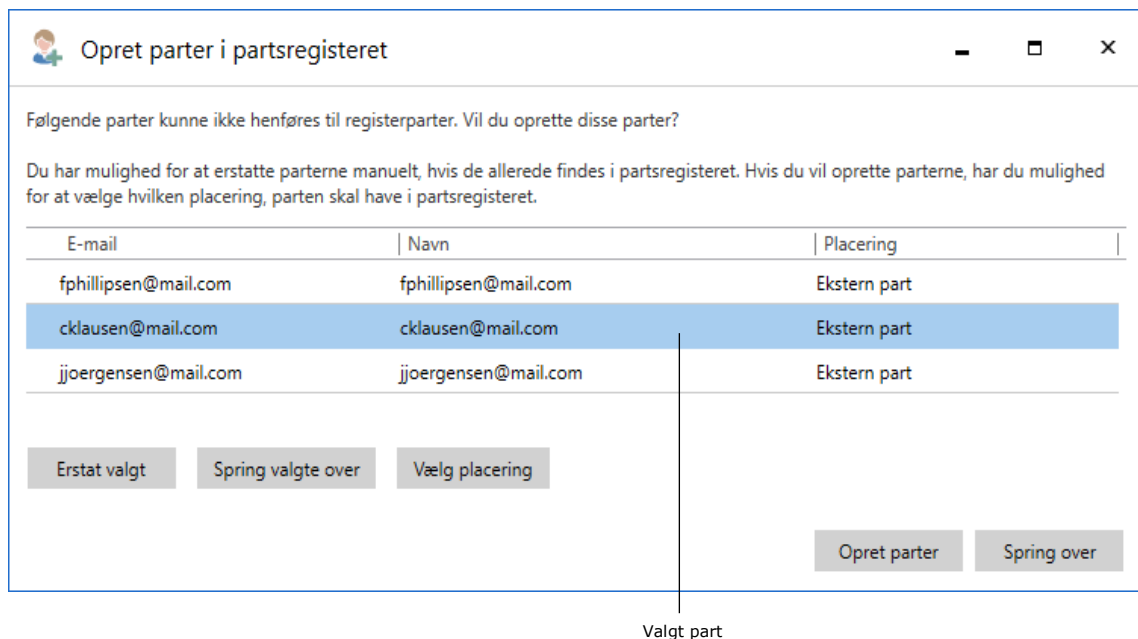 Opret parter i partsregisteret
Følgende parter kunne ikke henføres til registerparter. Vil du oprette disse parter?
Du har mulighed for at erstatte parterne manuelt, hvis de allerede findes i partsregisteret. Hvis du vil oprette parterne, har du mulighed
for at vælge hvilken placering, parten skal have i partsregisteret.
E-mail Navn Placering
fphillipsen@mail.com fphillipsen@mail.com Ekstern part
cklausen@mail.com cklausen@mail.com Ekstern part
jjoergensen@mail.com jjoergensen@mail.com Ekstern part
Erstat valgt Spring valgte over Vælg placering
Opret parter Spring over
Valgt part